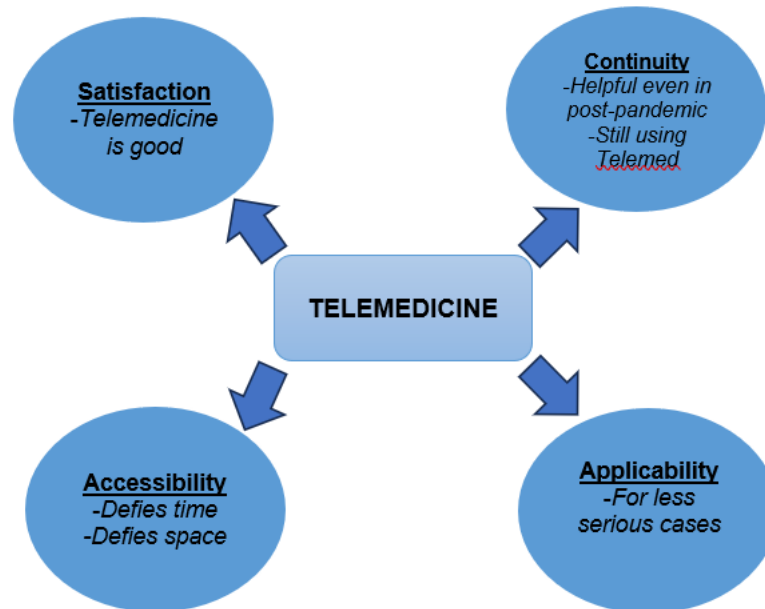 Satisfaction
-Telemedicine
is good
Continuity
-Helpful even in
post-pandemic
-Still using
Telemed
TELEMEDICINE
Accessibility
-Defies time
-Defies space
Applicability
-For less
serious cases